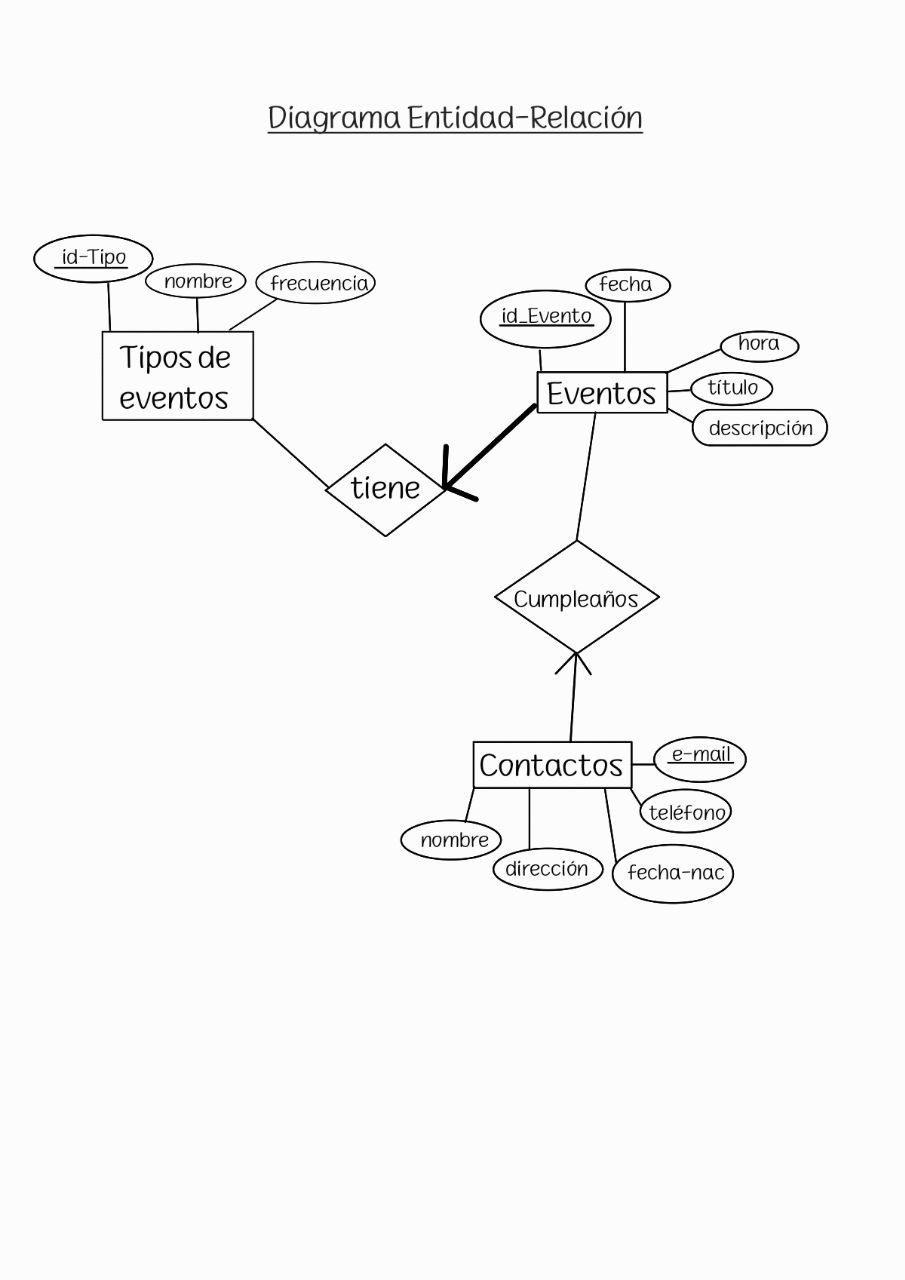 Diagrama Entidad-Relación
id-Tipo
nombre
frecuencia
Tipos de
eventos
id_Evento
fecha
hora
título
descripción
Eventos
tiene
Cumpleaños
Contactos
e-mail
teléfono
nombre
dirección
fecha-nac